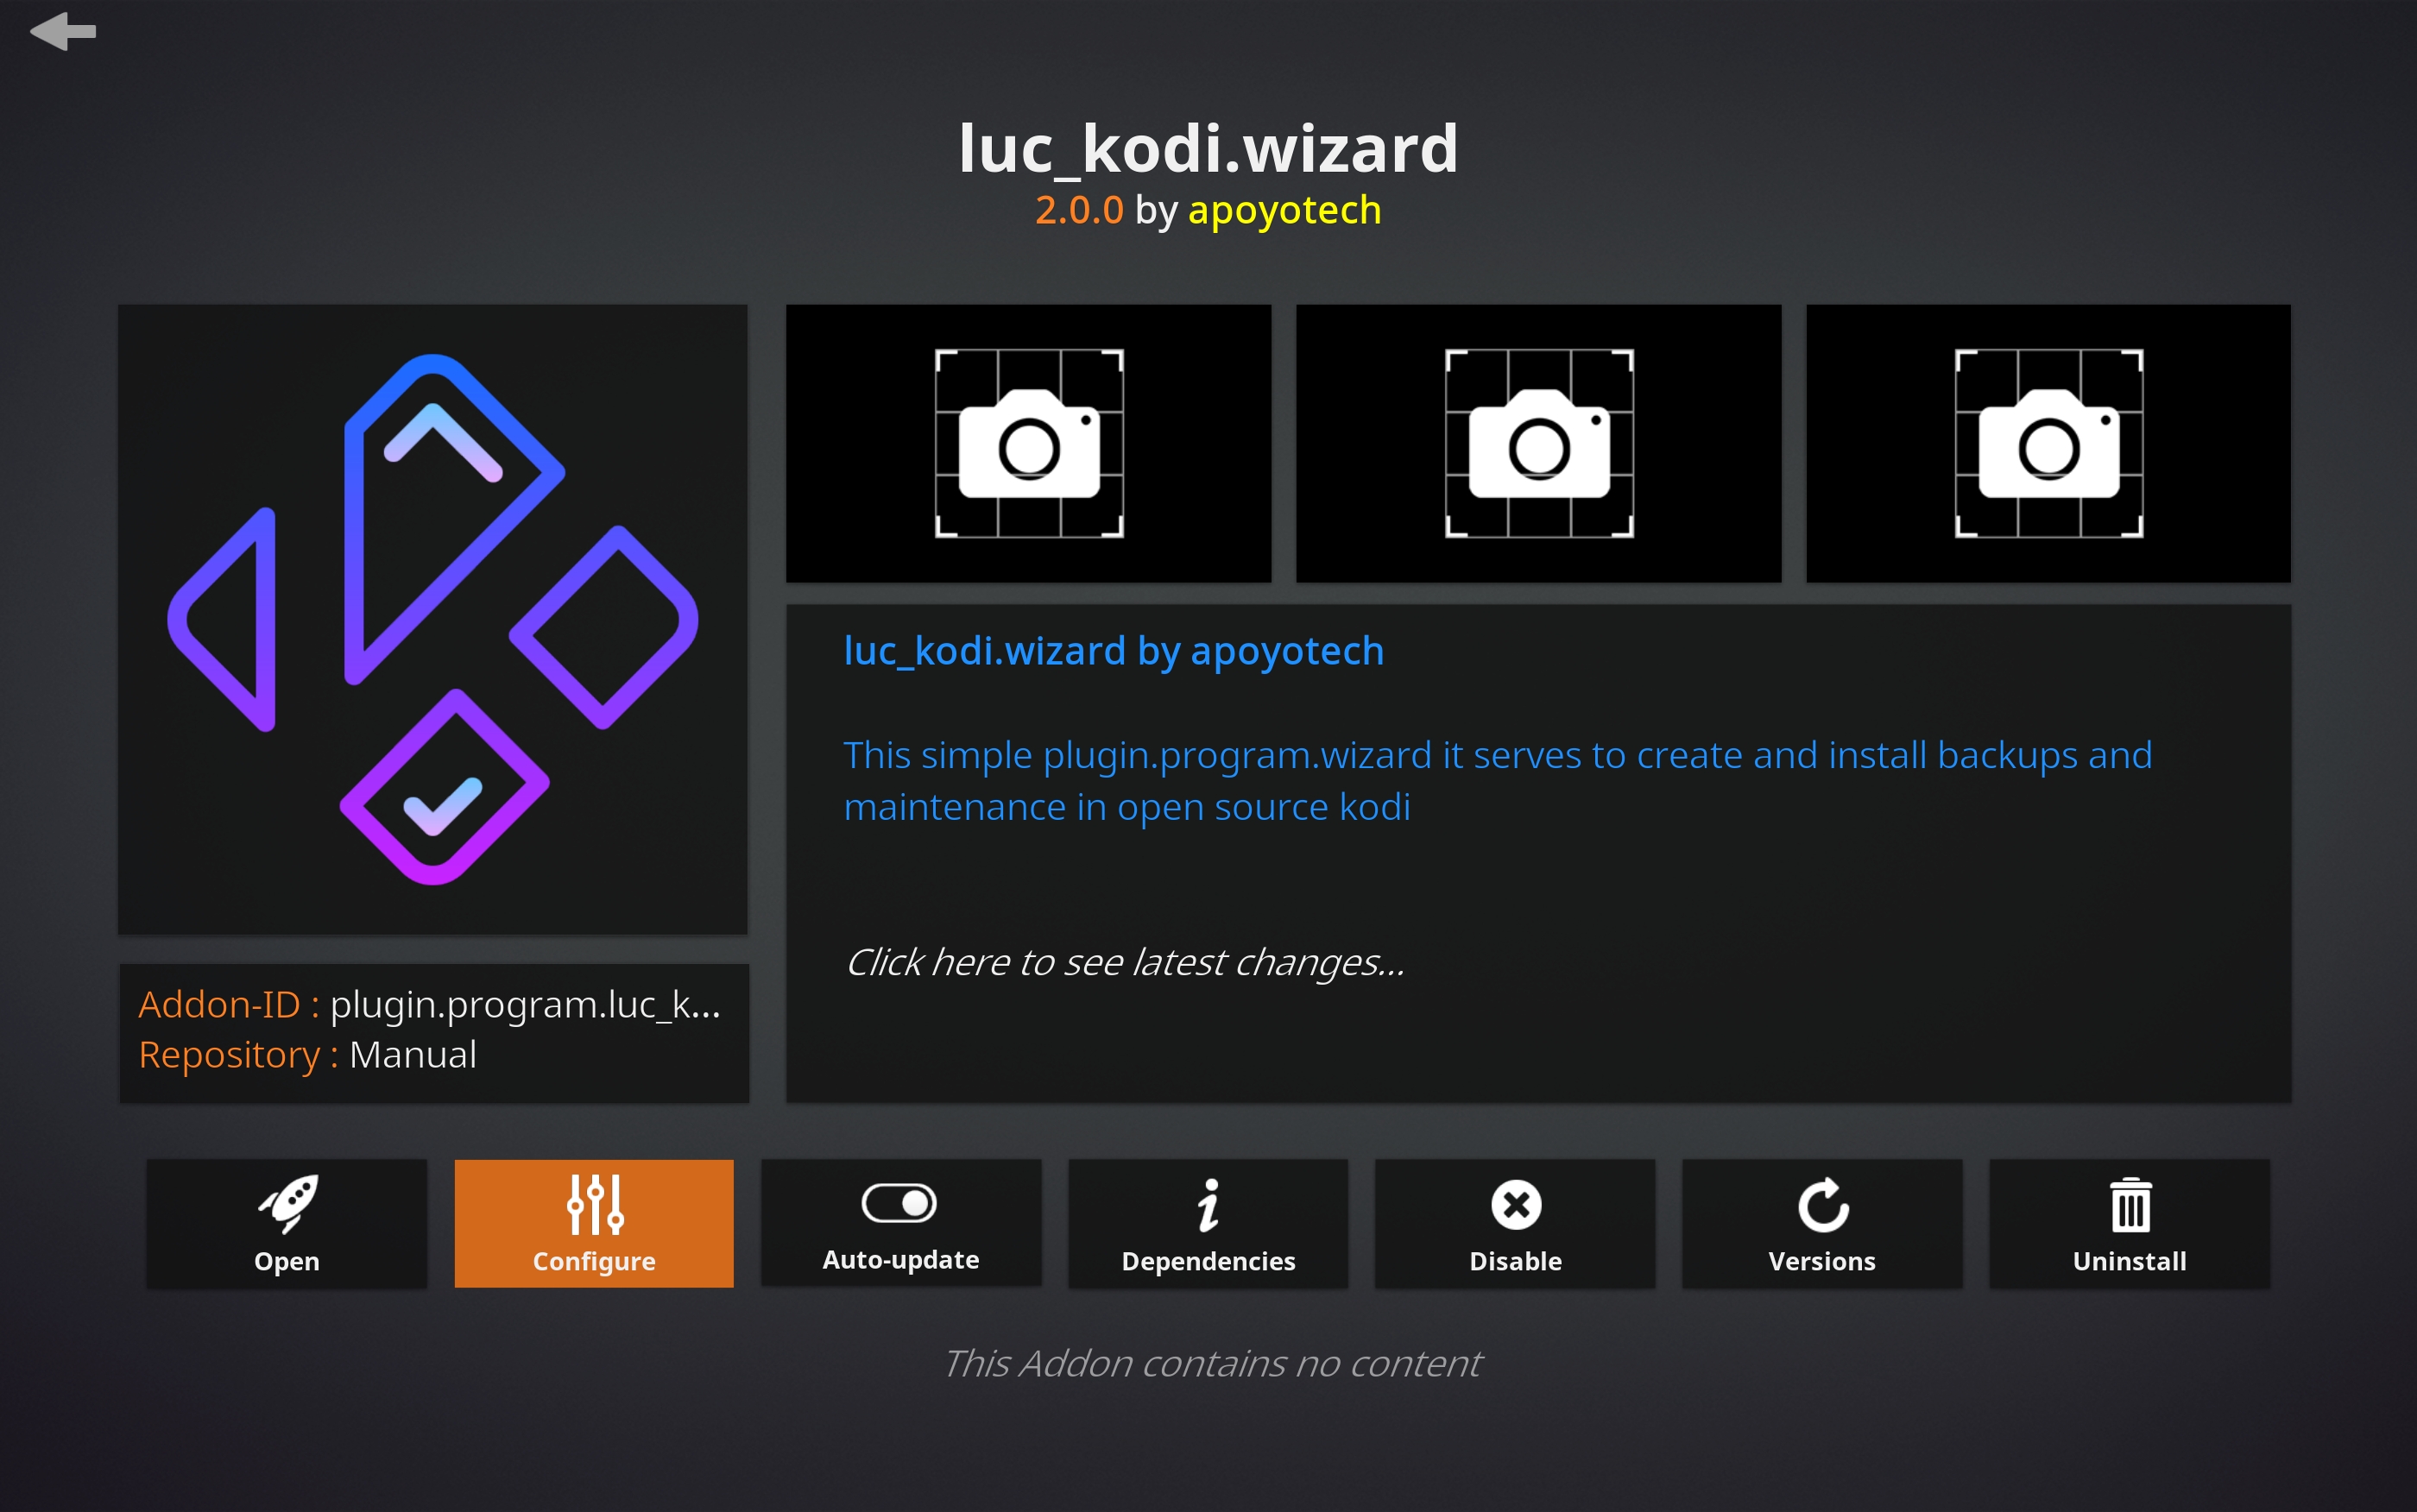 luc_kodi.wizard
2.0.0 by apoyotech
luc_kodi.wizard by apoyotech
This simple plugin.program.wizard it serves to create and install backups and
maintenance in open source kodi
Click here to see latest changes...
Addon-ID : plugin.program.luc_k...
Repository : Manual
Open
Configure
Auto-update
Dependencies
Disable
Versions
Uninstall
This Addon contains no content